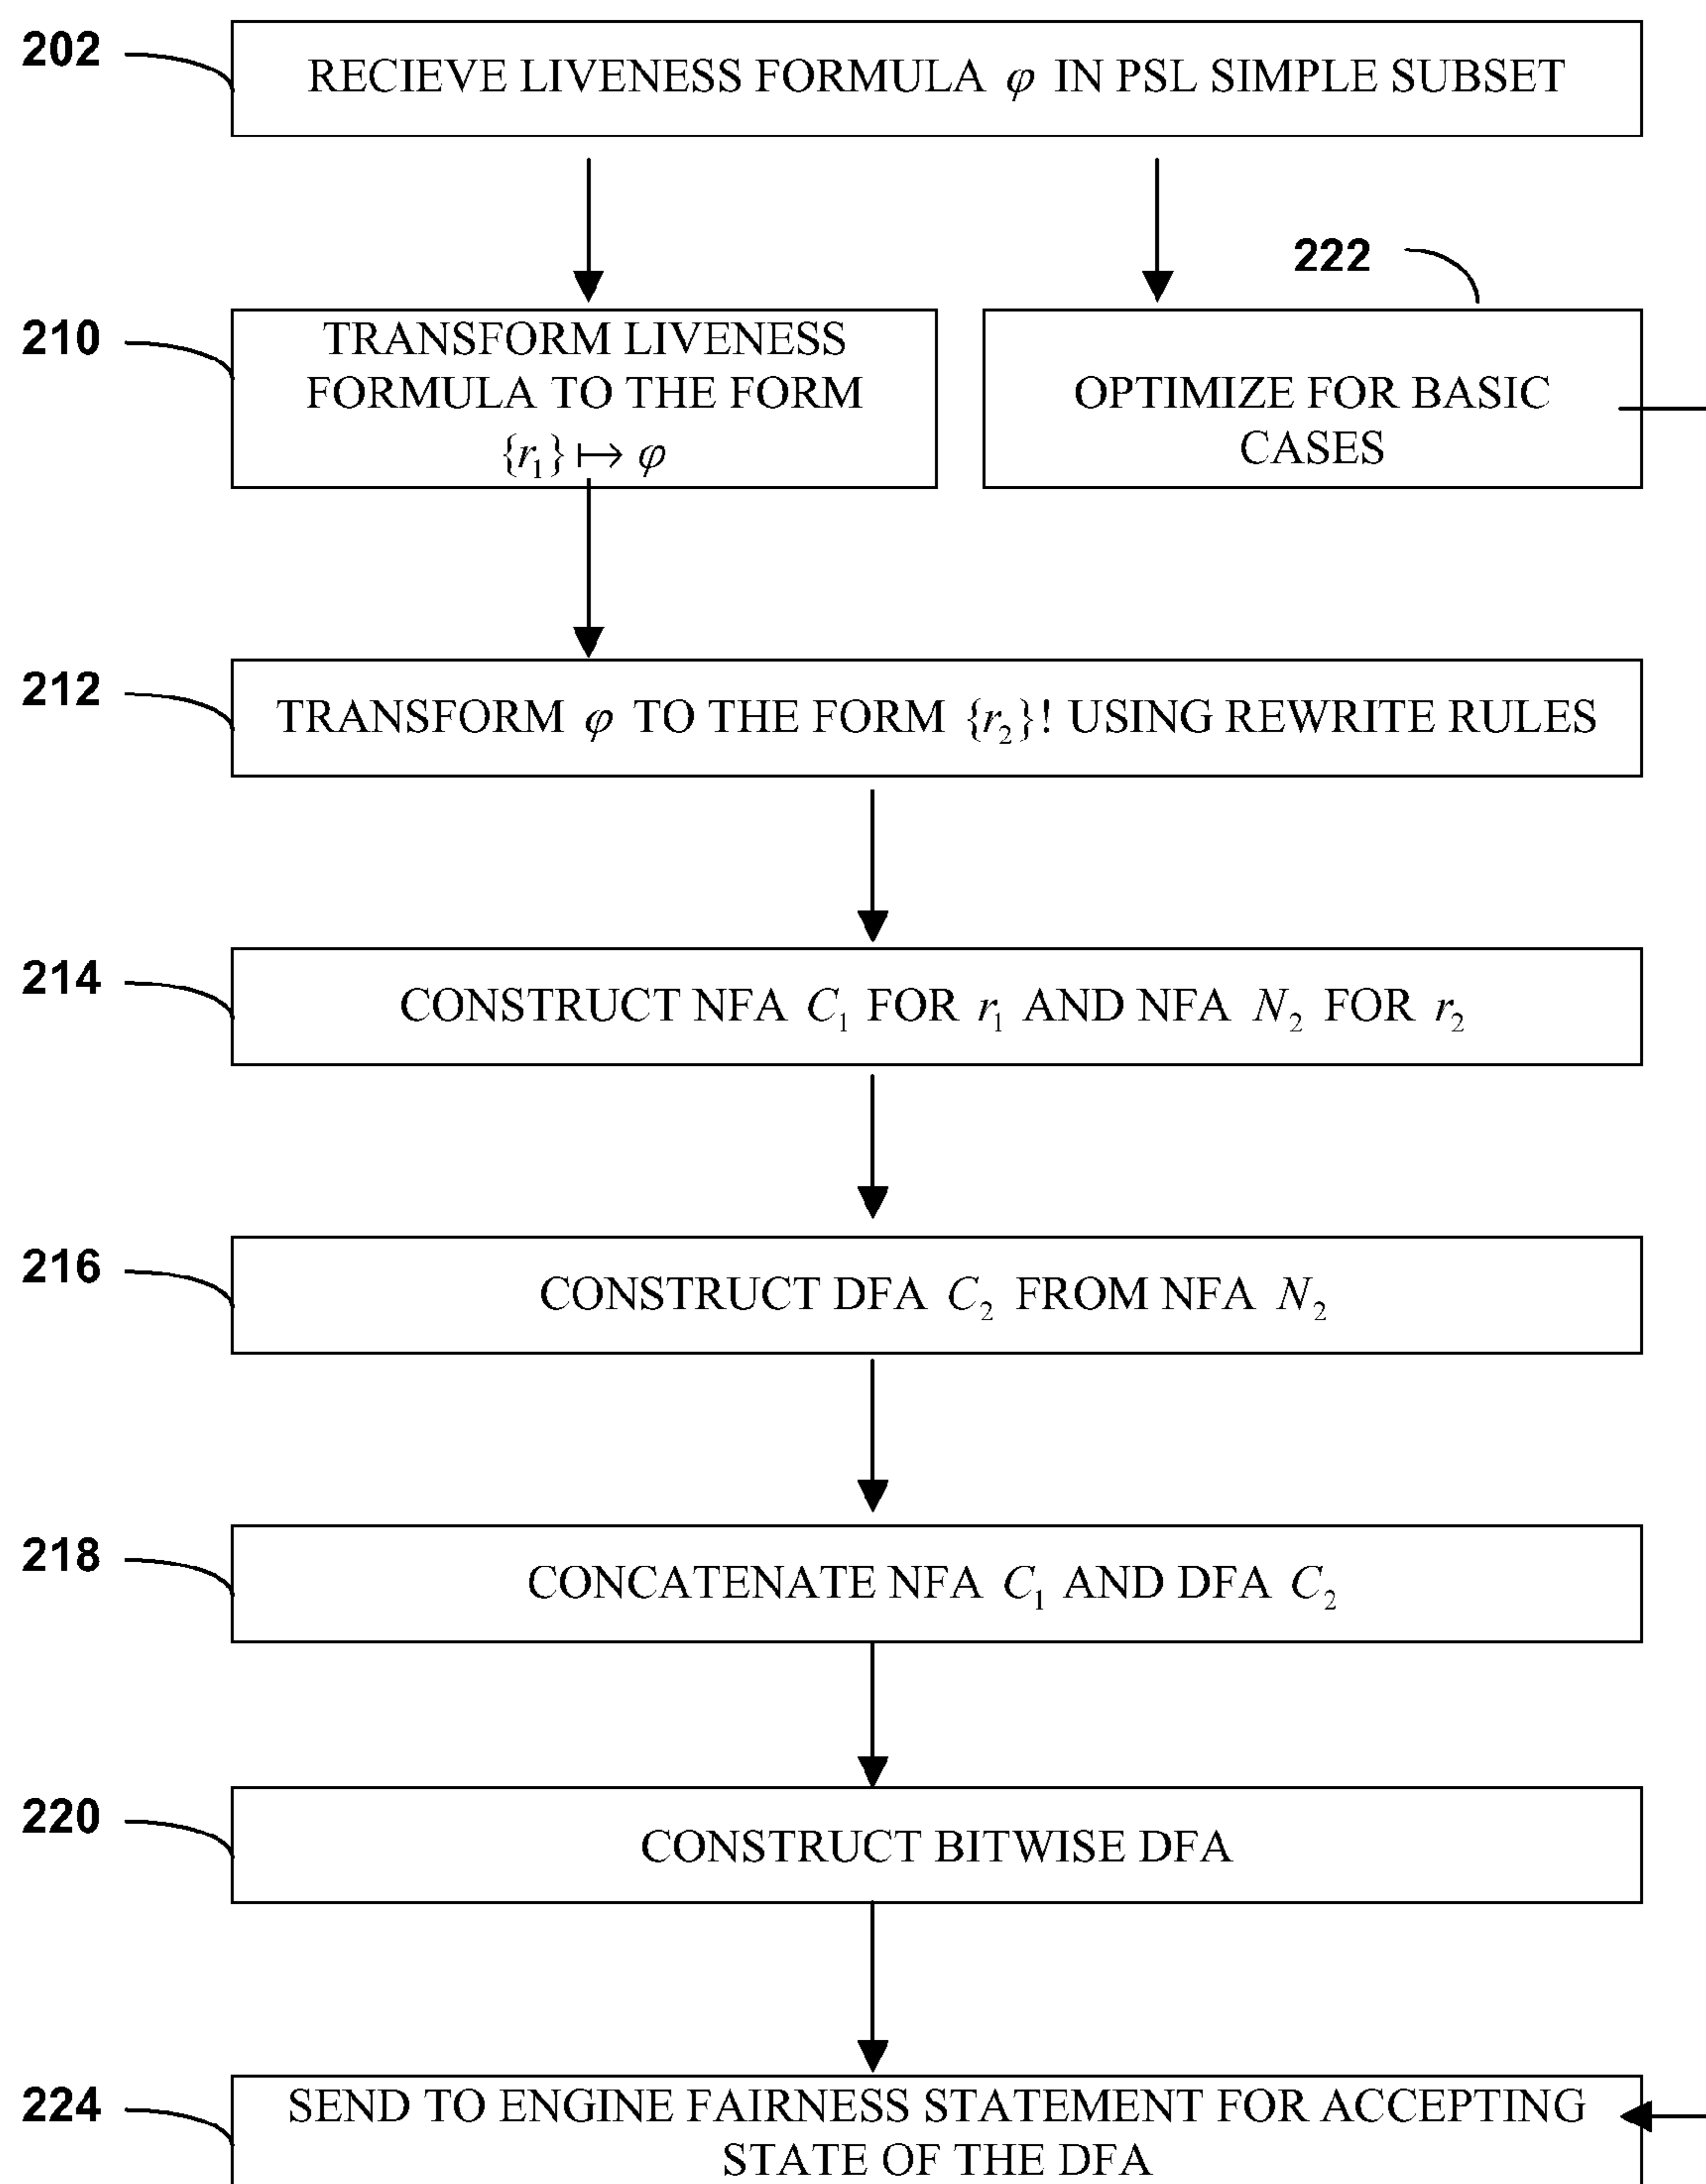 202
RECIEVE LIVENESS FORMULA φ IN PSL SIMPLE SUBSET
222
210
TRANSFORM LIVENESS
FORMULA TO THE FORM
{r₁} ↦ φ
OPTIMIZE FOR BASIC
CASES
212
TRANSFORM φ TO THE FORM {r₂}! USING REWRITE RULES
214
CONSTRUCT NFA C₁ FOR r₁ AND NFA N₂ FOR r₂
216
CONSTRUCT DFA C₂ FROM NFA N₂
218
CONCATENATE NFA C₁ AND DFA C₂
220
CONSTRUCT BITWISE DFA
224
SEND TO ENGINE FAIRNESS STATEMENT FOR ACCEPTING
STATE OF THE DFA